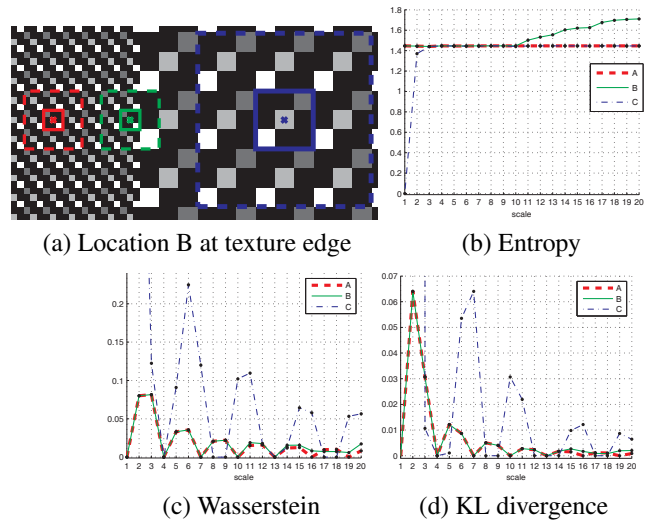 1.8
1.6
1.4
1.2
1
0.8
0.6
0.4
0.2
0
A
B
C
1 2 3 4 5 6 7 8 9 10 11 12 13 14 15 16 17 18 19 20
scale
(a) Location B at texture edge
(b) Entropy
0.2
0.15
0.1
0.05
0
A
B
C
1 2 3 4 5 6 7 8 9 10 11 12 13 14 15 16 17 18 19 20
scale
0.07
0.06
0.05
0.04
0.03
0.02
0.01
0
A
B
C
1 2 3 4 5 6 7 8 9 10 11 12 13 14 15 16 17 18 19 20
scale
(c) Wasserstein
(d) KL divergence